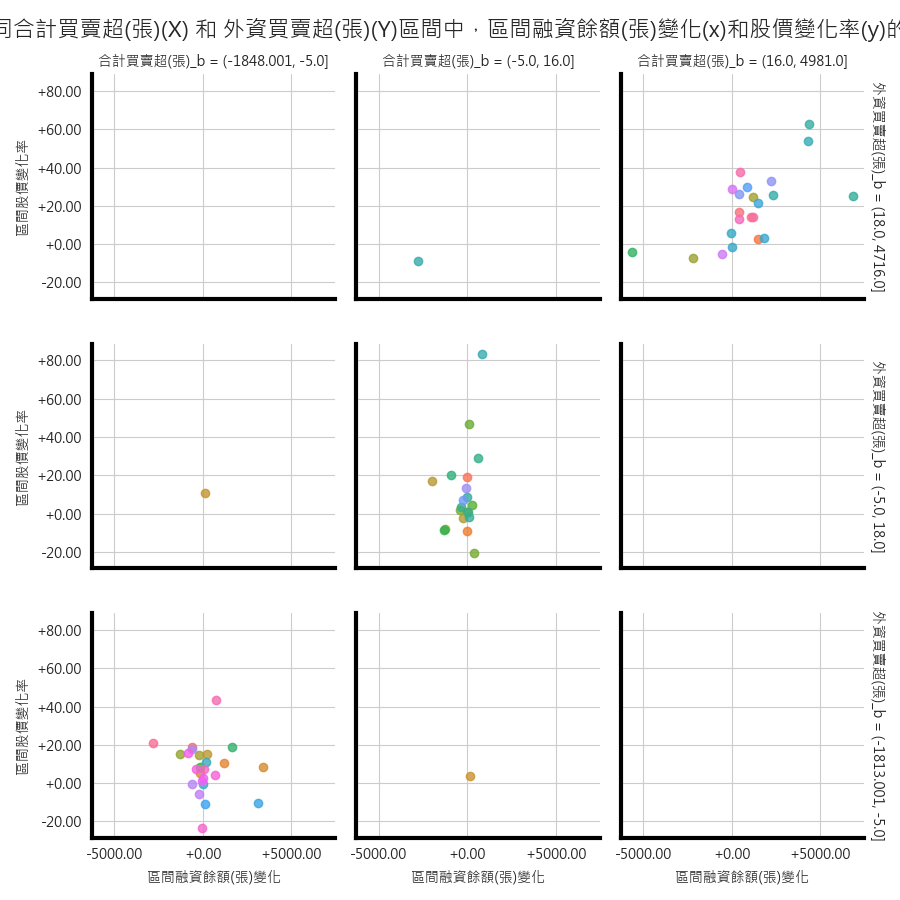 同合計買賣超(張)(X) 和 外資買賣超(張)(Y)區間中，區間融資餘額(張)變化(x)和股價變化率(y)的
合計買賣超(張)_b = (-1848.001, -5.0]
合計買賣超(張)_b = (-5.0, 16.0]
合計買賣超(張)_b = (16.0, 4981.0]
+80.00
+60.00
+40.00
+20.00
+0.00
-20.00
區間股價變化率
外資買賣超(張)_b = (18.0, 4716.0]
+80.00
+60.00
+40.00
+20.00
+0.00
-20.00
區間股價變化率
外資買賣超(張)_b = (-5.0, 18.0]
+80.00
+60.00
+40.00
+20.00
+0.00
-20.00
區間股價變化率
外資買賣超(張)_b = (-1813.001, -5.0]
-5000.00 +0.00 +5000.00
-5000.00 +0.00 +5000.00
-5000.00 +0.00 +5000.00
區間融資餘額(張)變化
區間融資餘額(張)變化
區間融資餘額(張)變化